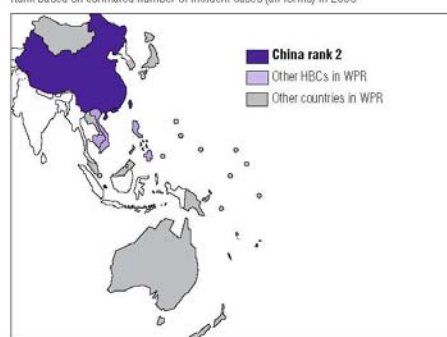 Rank based on estimated number of incident cases (all forms) in
China rank 2
Other HBCs in WPR
Other countries in WPR